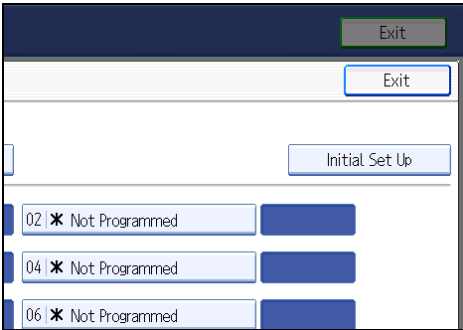 Exit
Exit
Initial Set Up
02 * Not Programmed
04 * Not Programmed
06 * Not Programmed